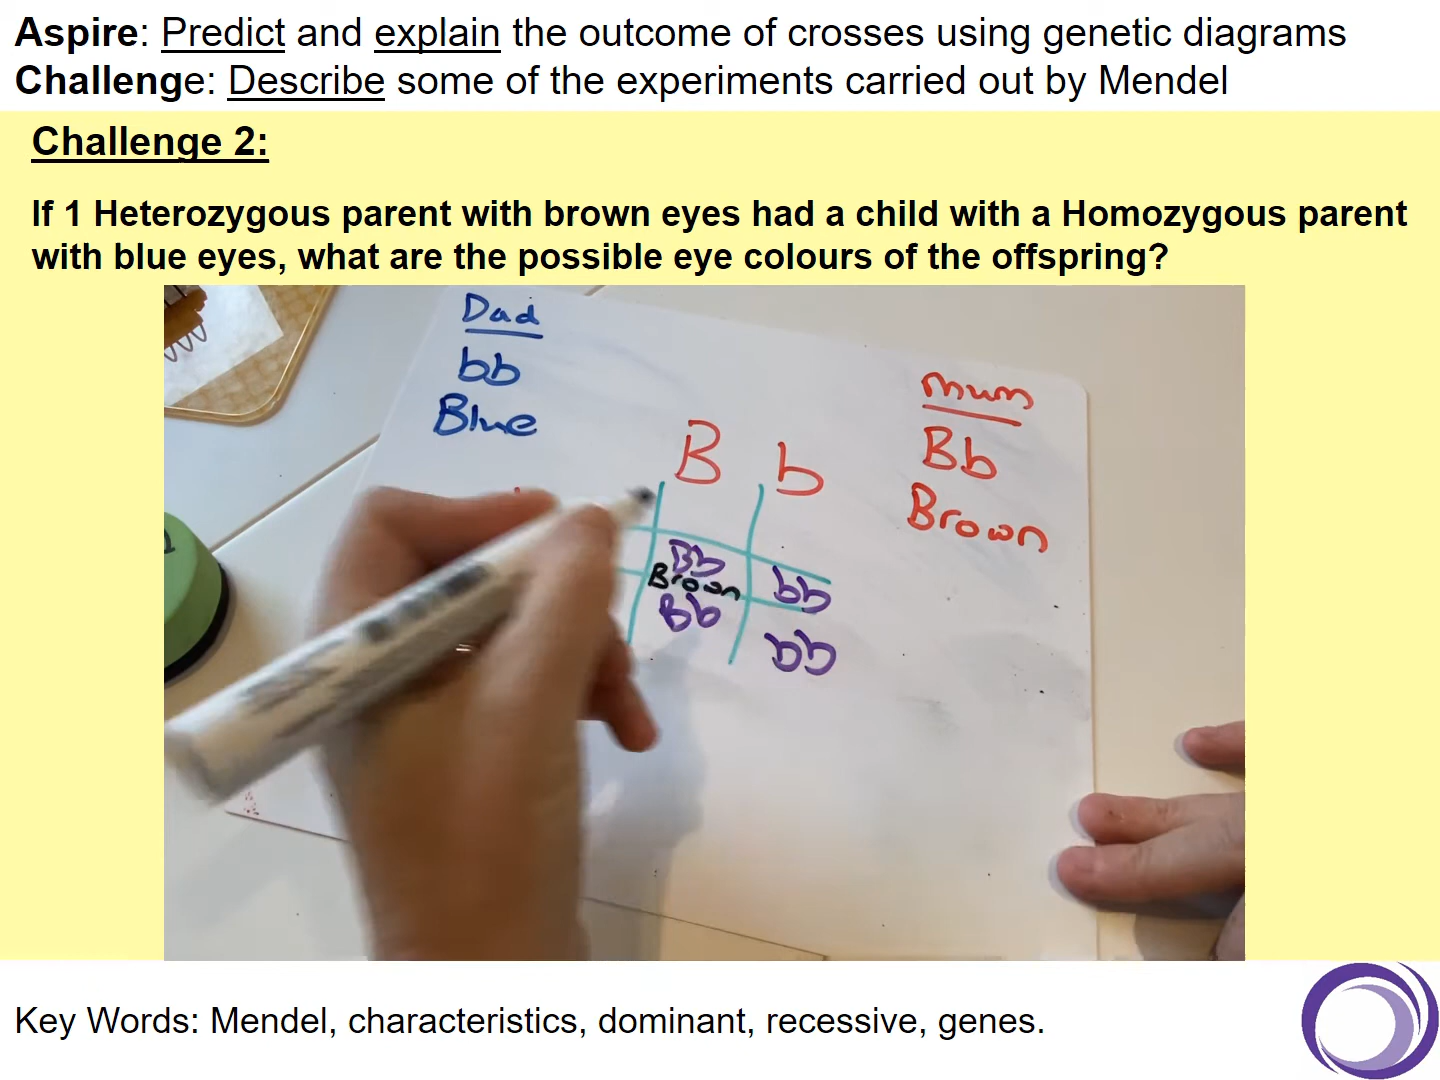 Aspire: Predict and explain the outcome of crosses using genetic diagrams
Challenge: Describe some of the experiments carried out by Mendel
Challenge 2:
If 1 Heterozygous parent with brown eyes had a child with a Homozygous parent
with blue eyes, what are the possible eye colours of the offspring?
Dad
bb
Blue
Mum
Bb
Brown
B b
Bb bb
Brown
Bb bb
Key Words: Mendel, characteristics, dominant, recessive, genes.